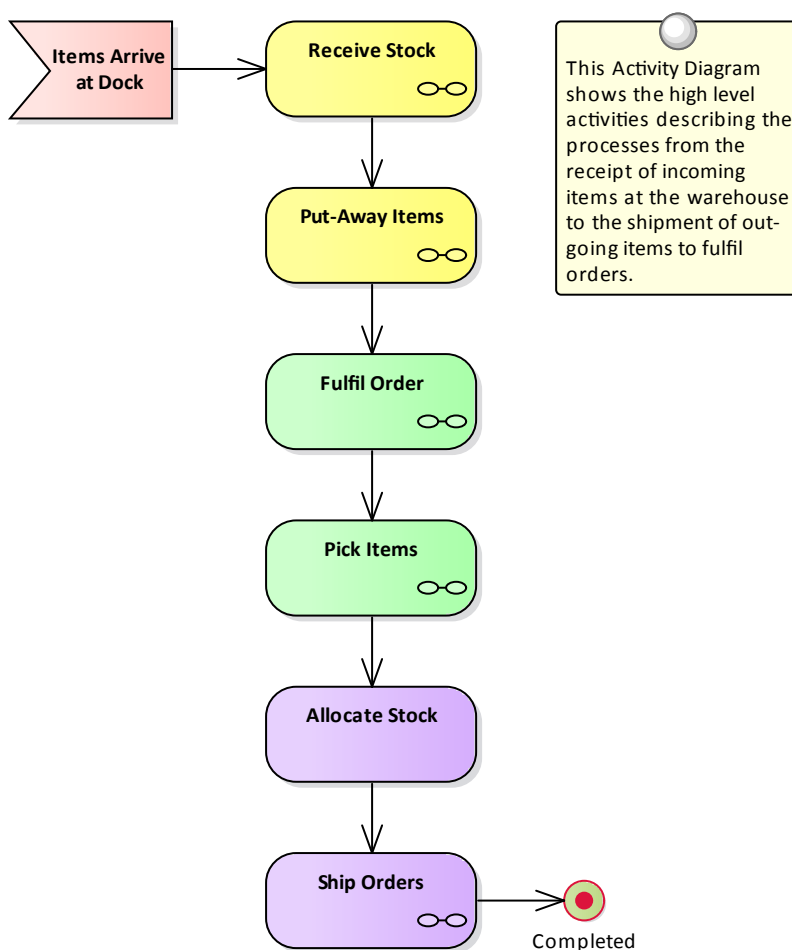 Items Arrive
at Dock
Receive Stock
This Activity Diagram
shows the high level
activities describing the
processes from the
receipt of incoming
items at the warehouse
to the shipment of out-
going items to fulfil
orders.
Put-Away Items
Fulfil Order
Pick Items
Allocate Stock
Ship Orders
Completed